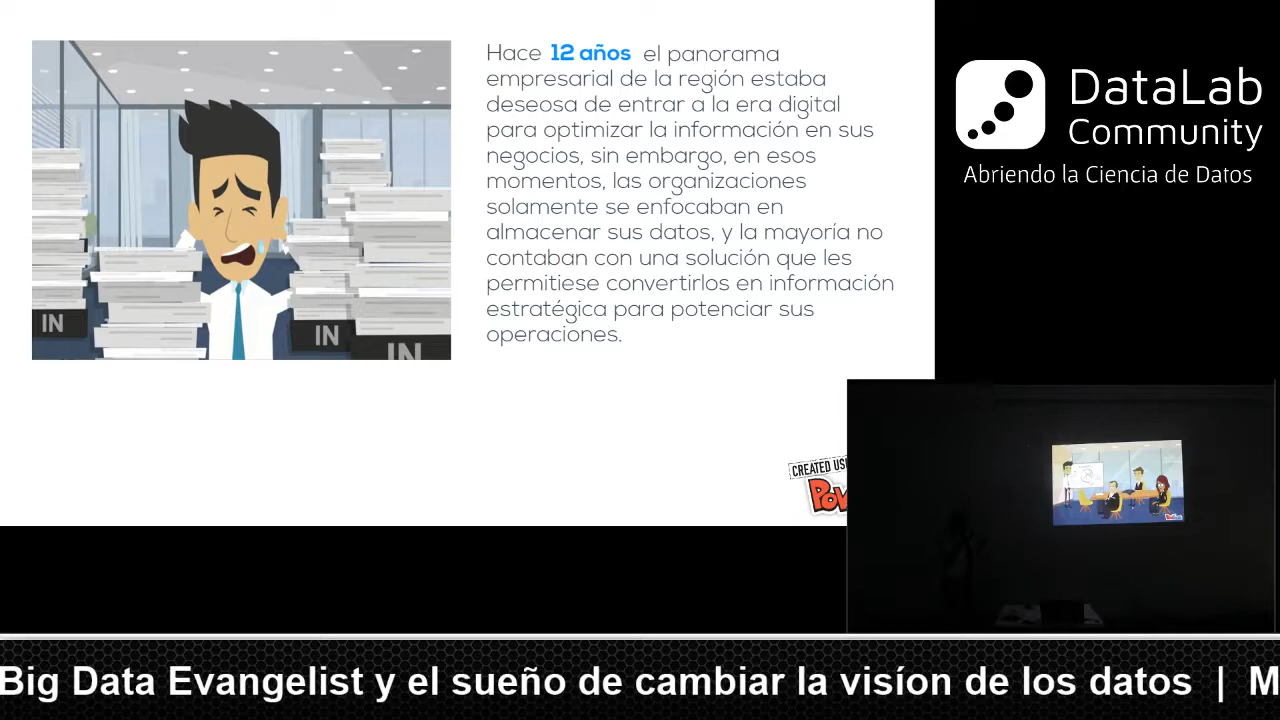 Hace 12 años el panorama
empresarial de la región estaba
deseosa de entrar a la era digital
para optimizar la información en sus
negocios, sin embargo, en esos
momentos, las organizaciones
solamente se enfocaban en
almacenar sus datos, y la mayoría no
contaban con una solución que les
permitiese convertirlos en información
estratégica para potenciar sus
operaciones.
IN
IN
IN
DataLab
Community
Abriendo la Ciencia de Datos
CREATED USI
POW
Big Data Evangelist y el sueño de cambiar la visíon de los datos | M